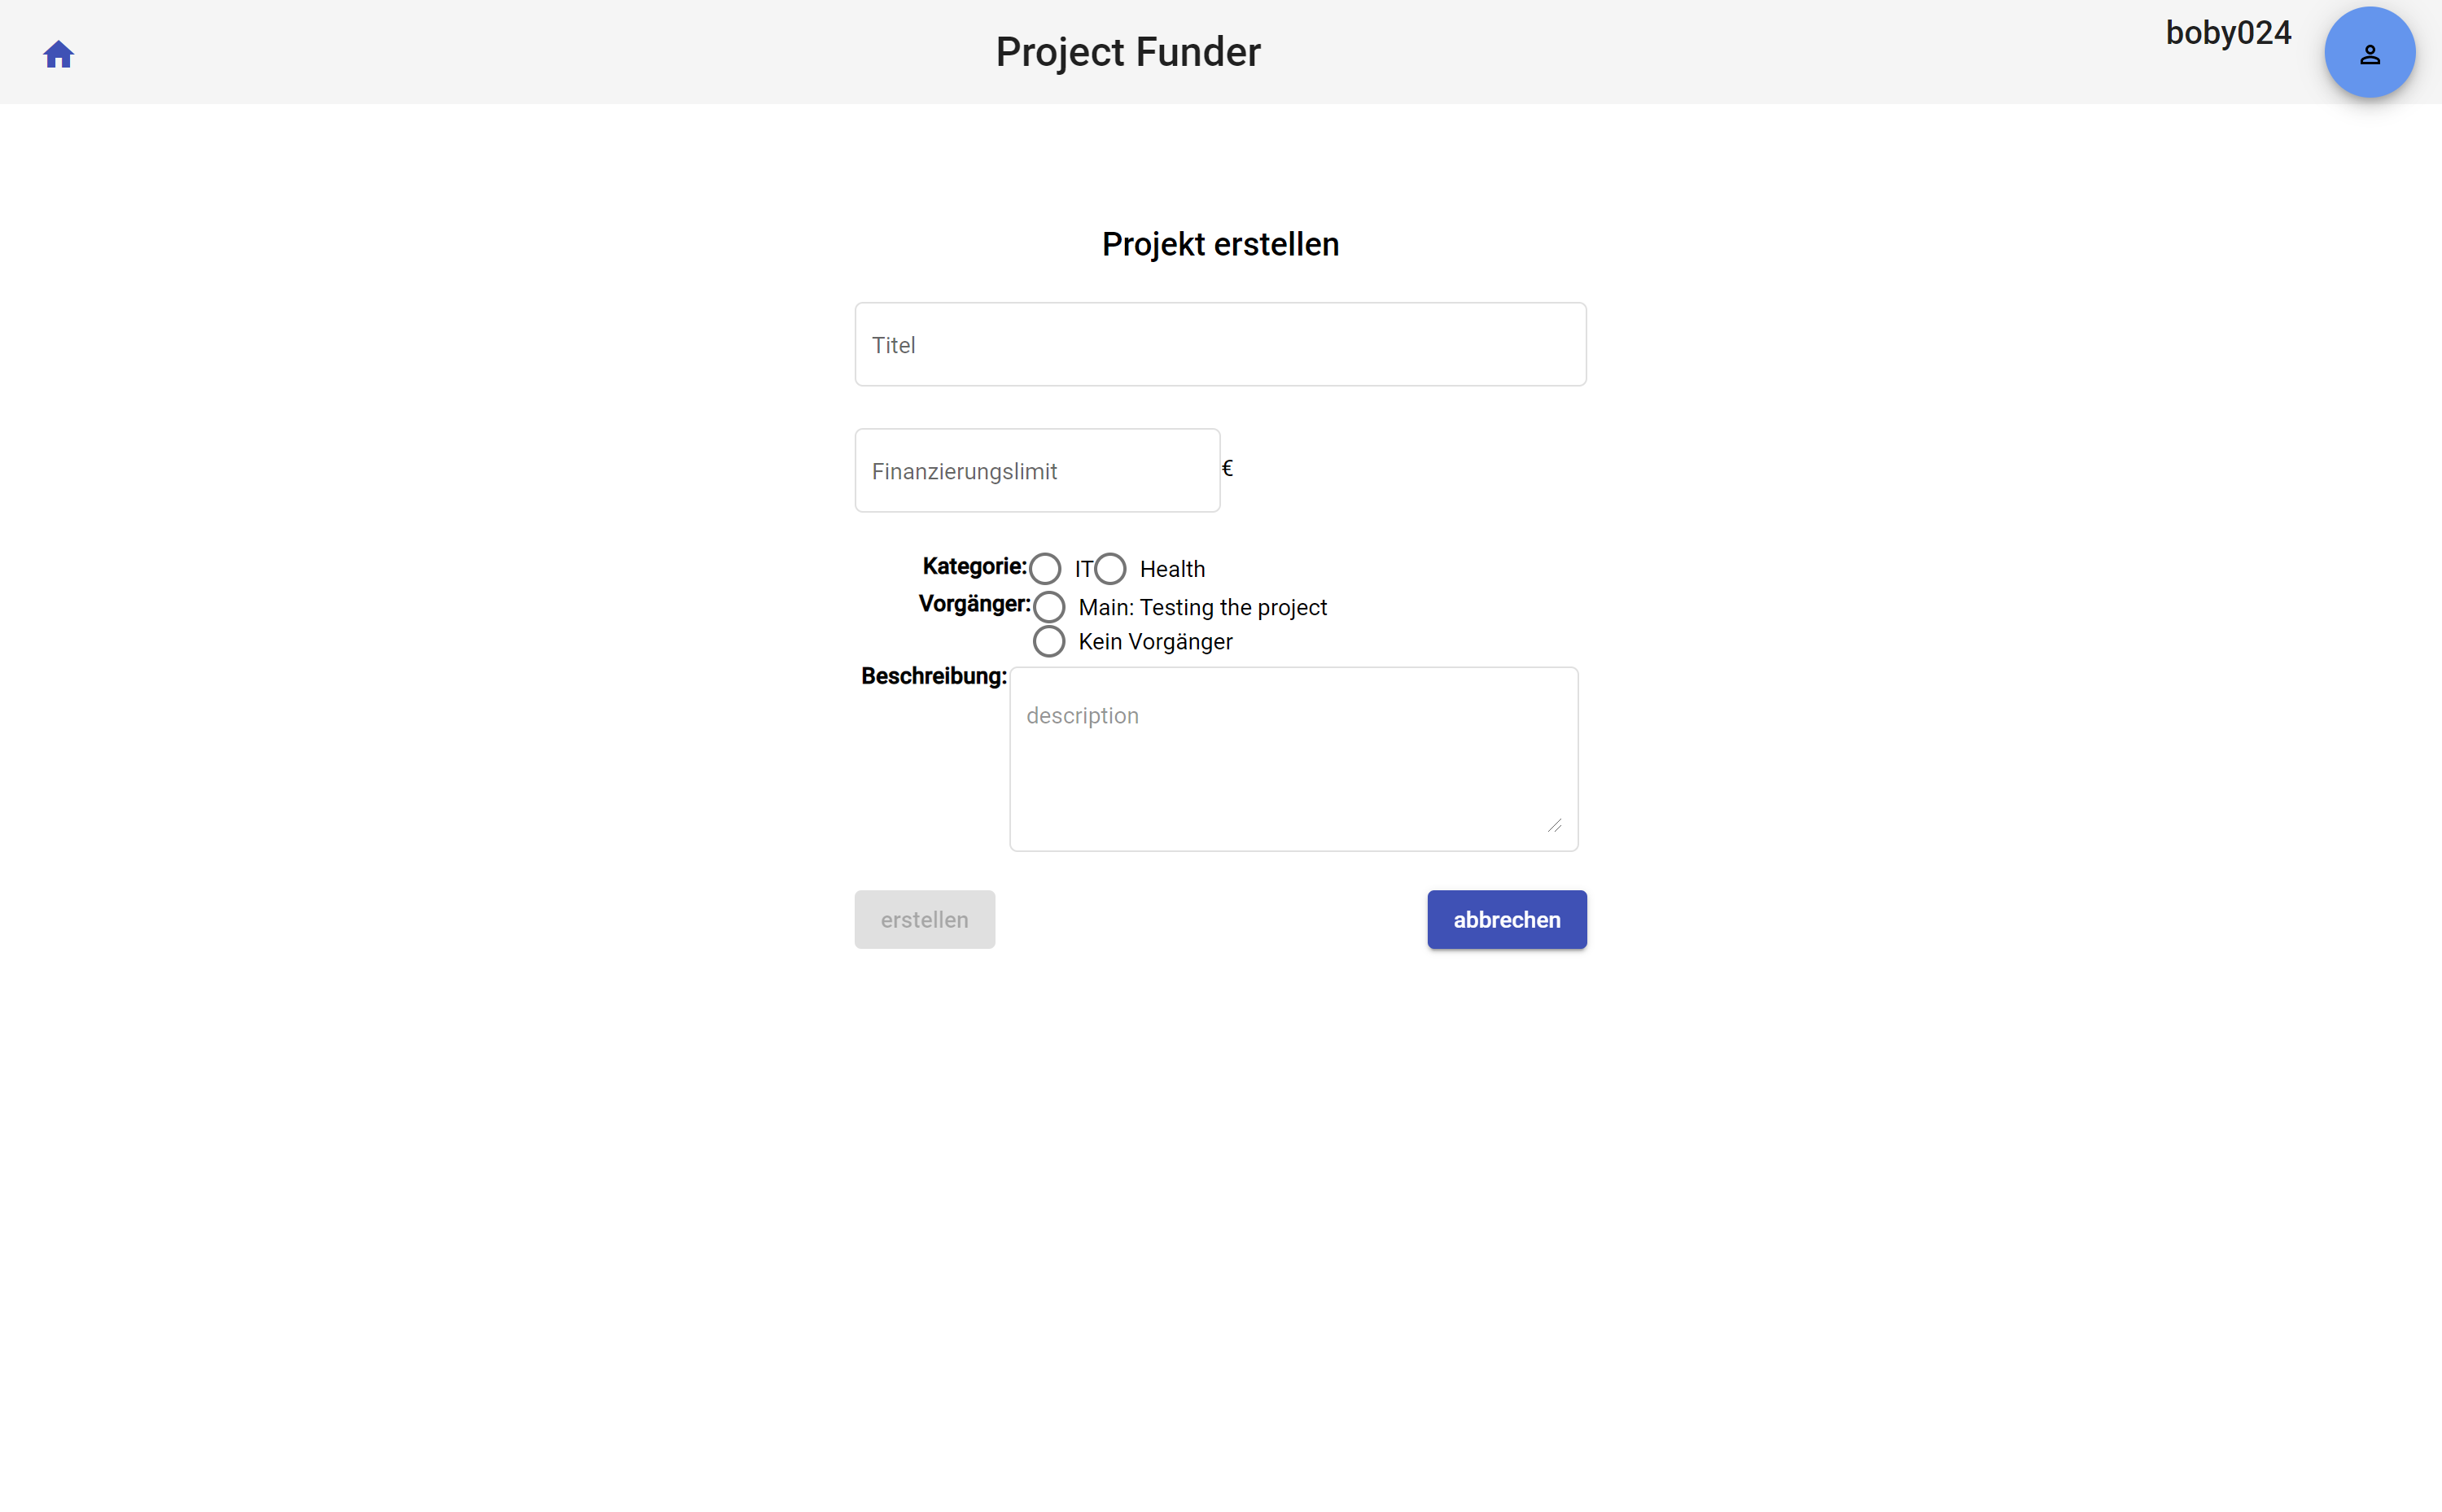 Project Funder
boby024
Projekt erstellen
Titel
Finanzierungslimit €
Kategorie: IT Health
Vorgänger: Main: Testing the project
Kein Vorgänger
Beschreibung:
description
erstellen abbrechen